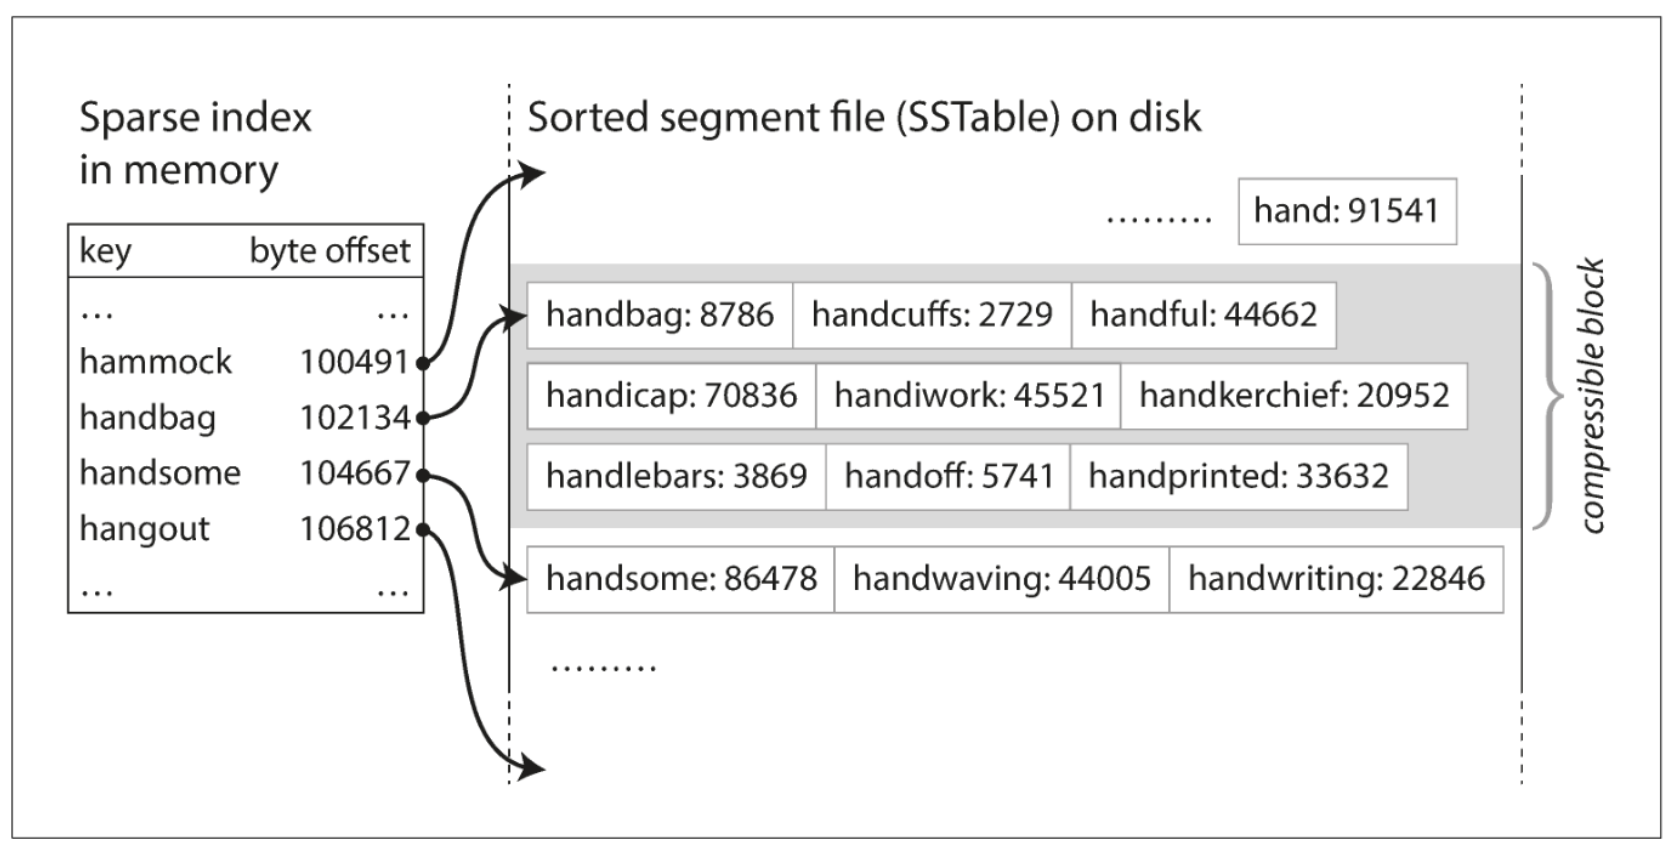 Sparse index
in memory
key byte offset
... ...
hammock 100491
handbag 102134
handsome 104667
hangout 106812
... ...
Sorted segment file (SSTable) on disk
......... hand: 91541
handbag: 8786 handcuffs: 2729 handful: 44662
handicap: 70836 handiwork: 45521 handkerchief: 20952
handlebars: 3869 handoff: 5741 handprinted: 33632
handsome: 86478 handwaving: 44005 handwriting: 22846
.........
compressible block